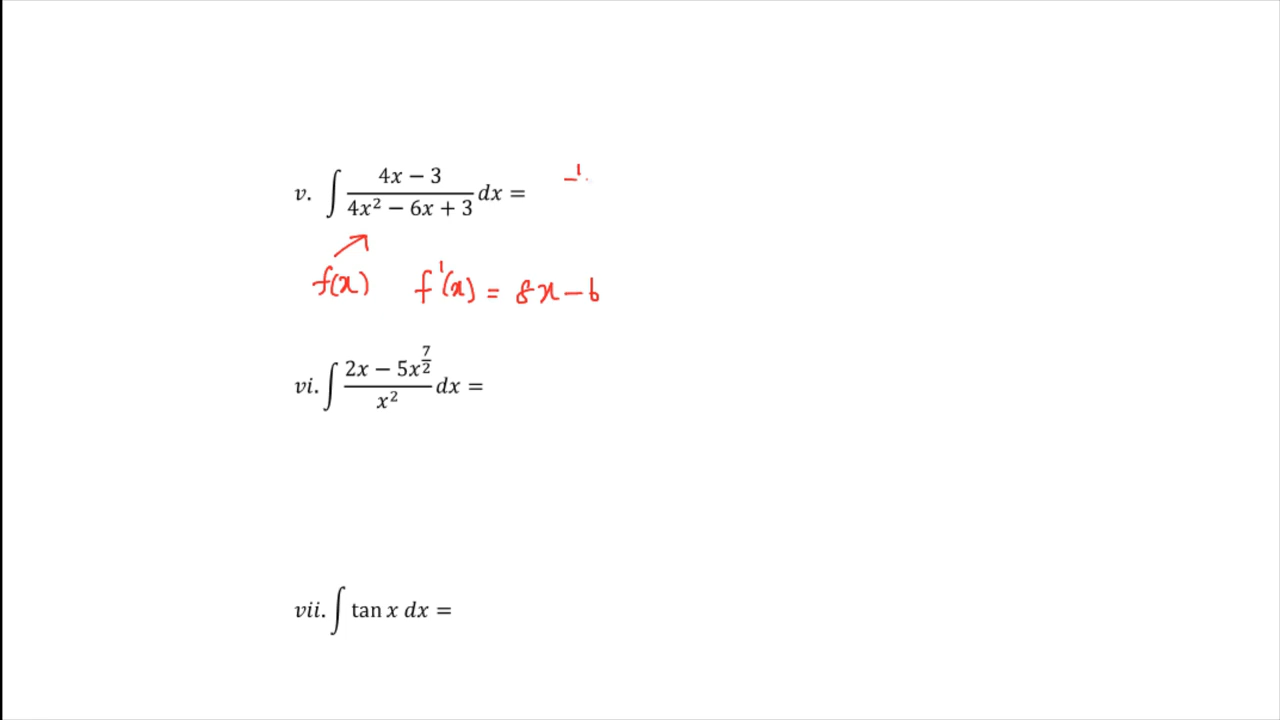 v. ∫ (4x − 3)/(4x² − 6x + 3) dx =
f(x) f'(x) = 8x − 6
vi. ∫ (2x − 5x^(7/2))/x² dx =
vii. ∫ tan x dx =